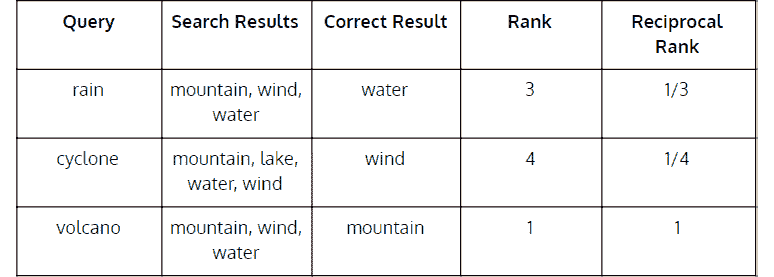 Query Search Results Correct Result Rank Reciprocal
Rank
rain mountain, wind, water 3 1/3
water
cyclone mountain, lake, wind 4 1/4
water, wind
volcano mountain, wind, mountain 1 1
water